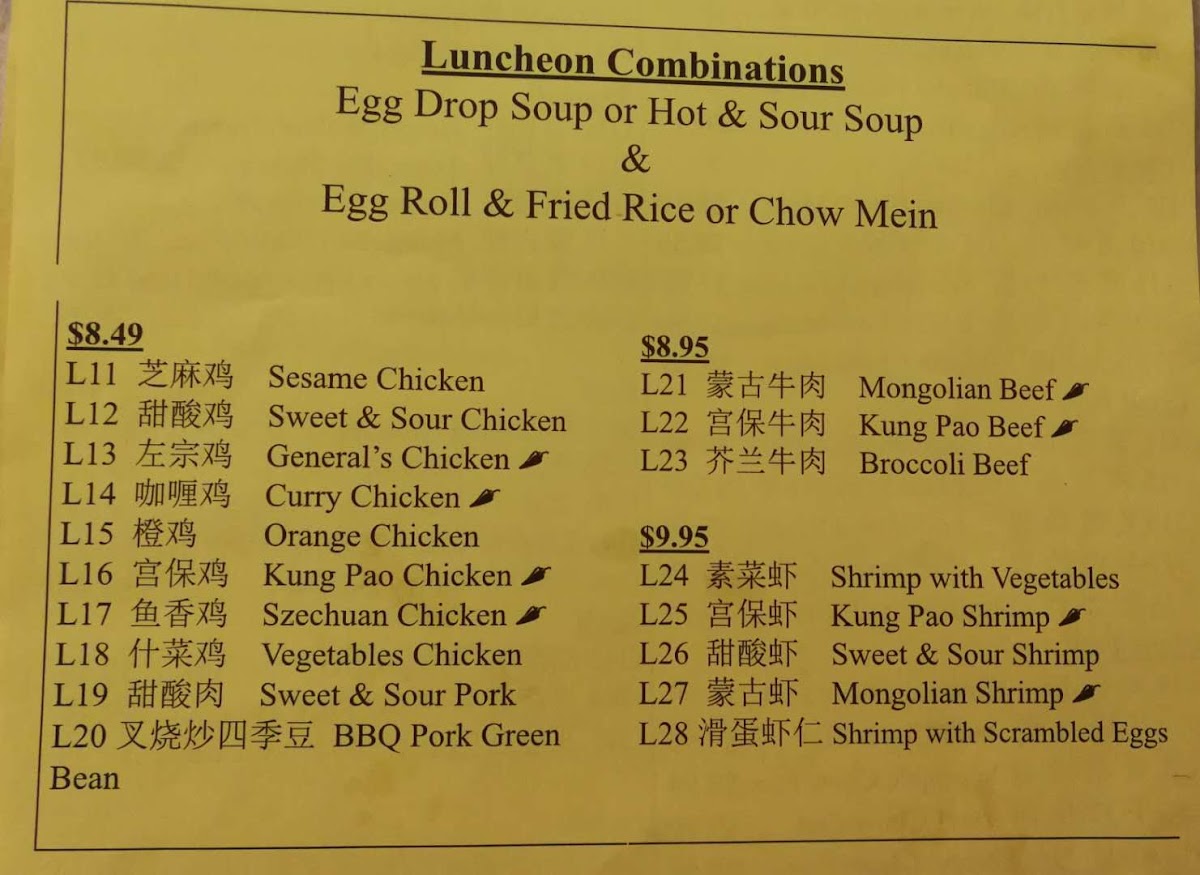 Luncheon Combinations
Egg Drop Soup or Hot & Sour Soup
&
Egg Roll & Fried Rice or Chow Mein
$8.49
L11 芝麻鸡 Sesame Chicken
L12 甜酸鸡 Sweet & Sour Chicken
L13 左宗鸡 General's Chicken
L14 咖喱鸡 Curry Chicken
L15 橙鸡 Orange Chicken
L16 宫保鸡 Kung Pao Chicken
L17 鱼香鸡 Szechuan Chicken
L18 什菜鸡 Vegetables Chicken
L19 甜酸肉 Sweet & Sour Pork
L20 叉烧炒四季豆 BBQ Pork Green
Bean
$8.95
L21 蒙古牛肉 Mongolian Beef
L22 宫保牛肉 Kung Pao Beef
L23 芥兰牛肉 Broccoli Beef
$9.95
L24 素菜虾 Shrimp with Vegetables
L25 宫保虾 Kung Pao Shrimp
L26 甜酸虾 Sweet & Sour Shrimp
L27 蒙古虾 Mongolian Shrimp
L28 滑蛋虾仁 Shrimp with Scrambled Eggs